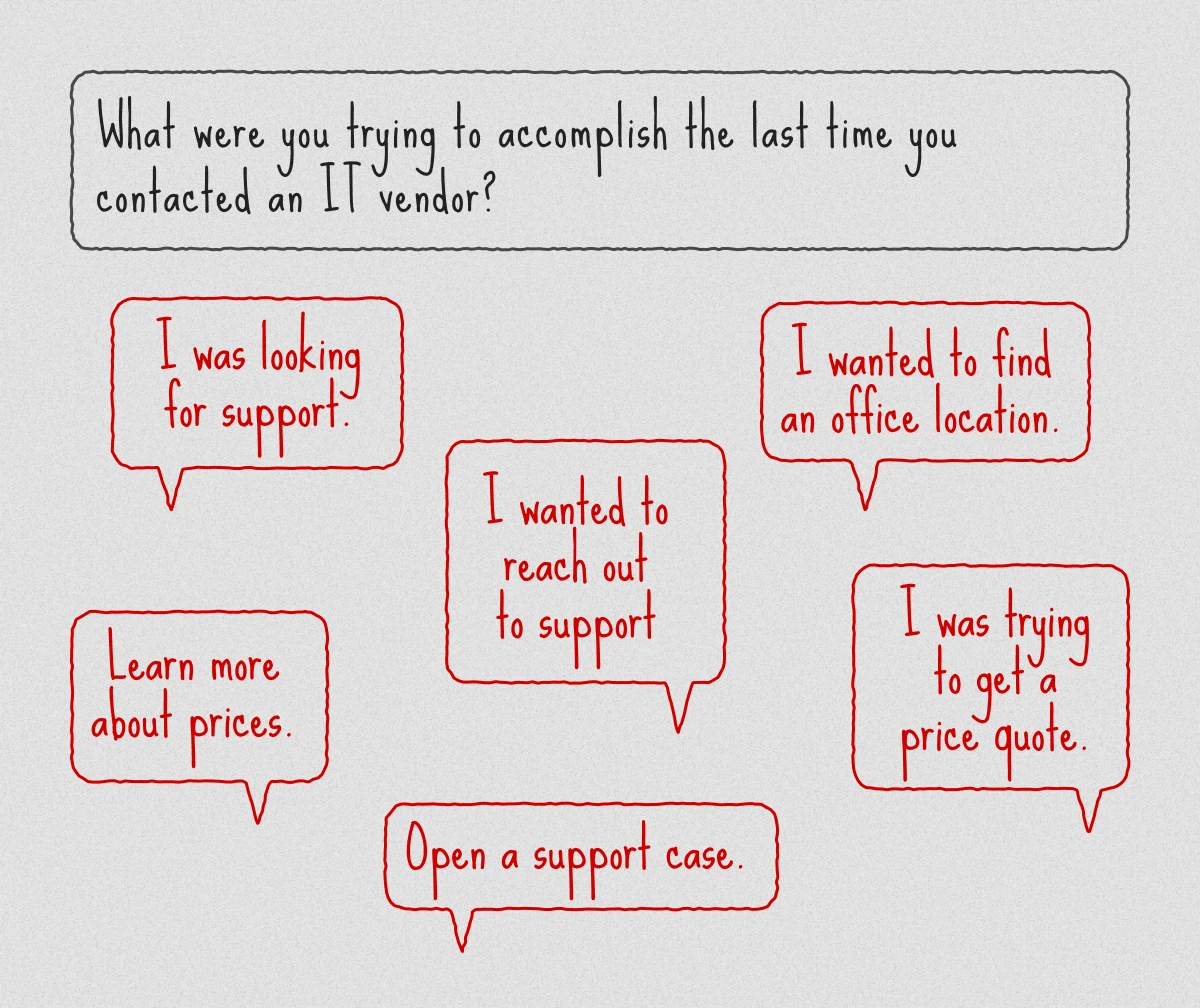 What were you trying to accomplish the last time you
contacted an IT vendor?
I was looking
for support.
I wanted to find
an office location.
I wanted to
reach out
to support
Learn more
about prices.
I was trying
to get a
price quote.
Open a support case.